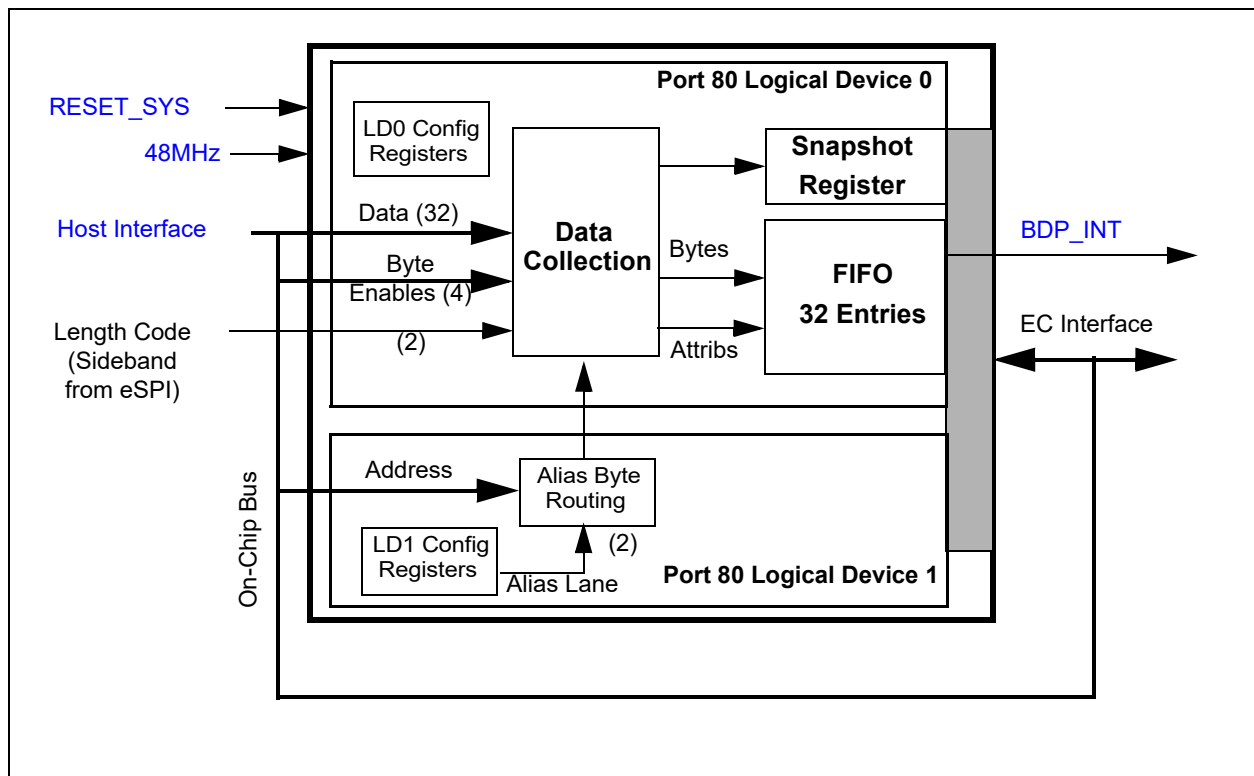 Port 80 Logical Device 0
RESET_SYS
48MHz
LD0 Config
Registers
Snapshot
Register
Host Interface
Data (32)
Data
Collection
Byte
Enables (4)
Bytes
FIFO
32 Entries
BDP_INT
Length Code
(Sideband
from eSPI)
(2)
Attribs
EC Interface
Address
Alias Byte
Routing
(2)
LD1 Config
Registers
Alias Lane
Port 80 Logical Device 1
On-Chip Bus